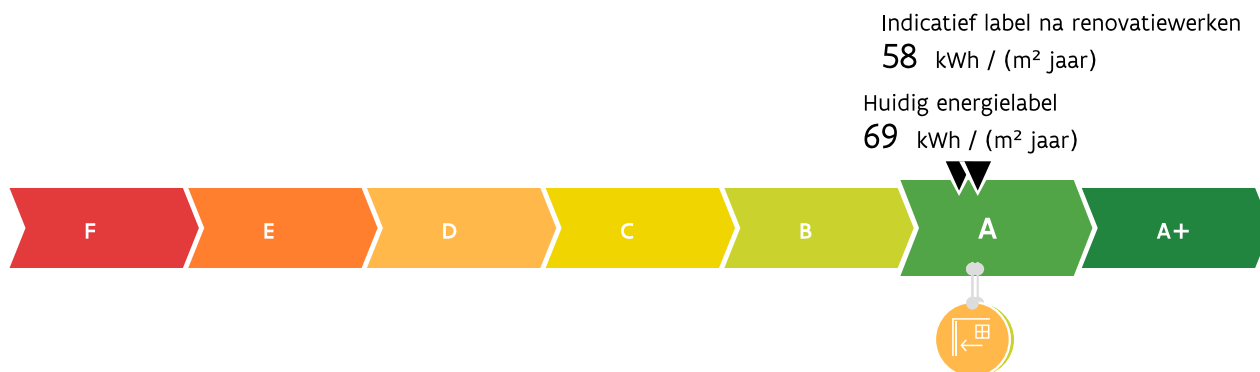 Indicatief label na renovatiewerken
58 kWh / (m² jaar)
Huidig energielabel
69 kWh / (m² jaar)
F E D C B A A+